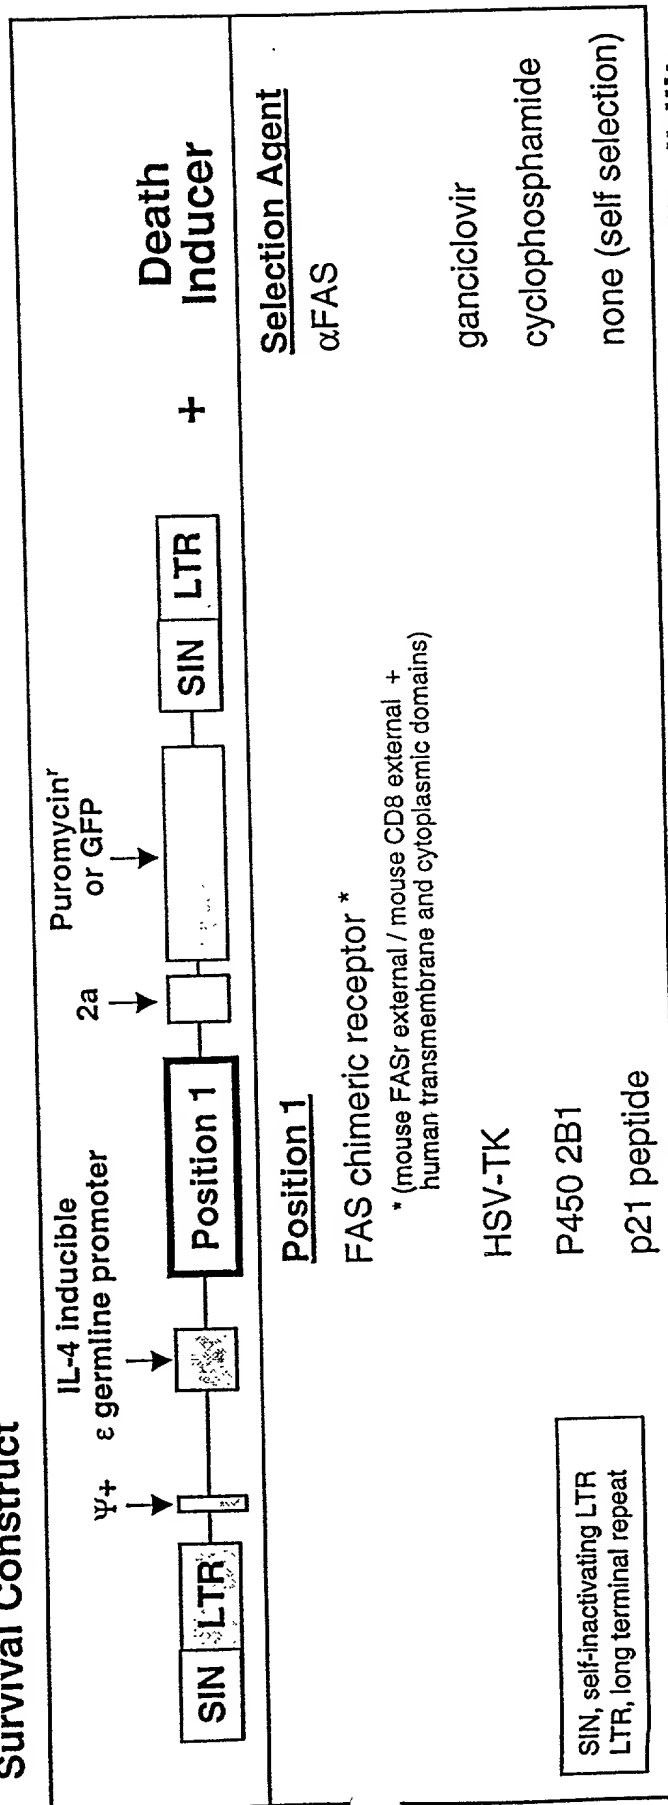 Survival Construct
IL-4 inducible
Ψ+ ε germline promoter
2a
Puromycinʳ
or GFP
SIN LTR
Position 1
SIN LTR
+
Death
Inducer
Position 1
Selection Agent
FAS chimeric receptor *
αFAS
* (mouse FASr external / mouse CD8 external +
human transmembrane and cytoplasmic domains)
HSV-TK
ganciclovir
P450 2B1
cyclophosphamide
p21 peptide
none (self selection)
SIN, self-inactivating LTR
LTR, long terminal repeat